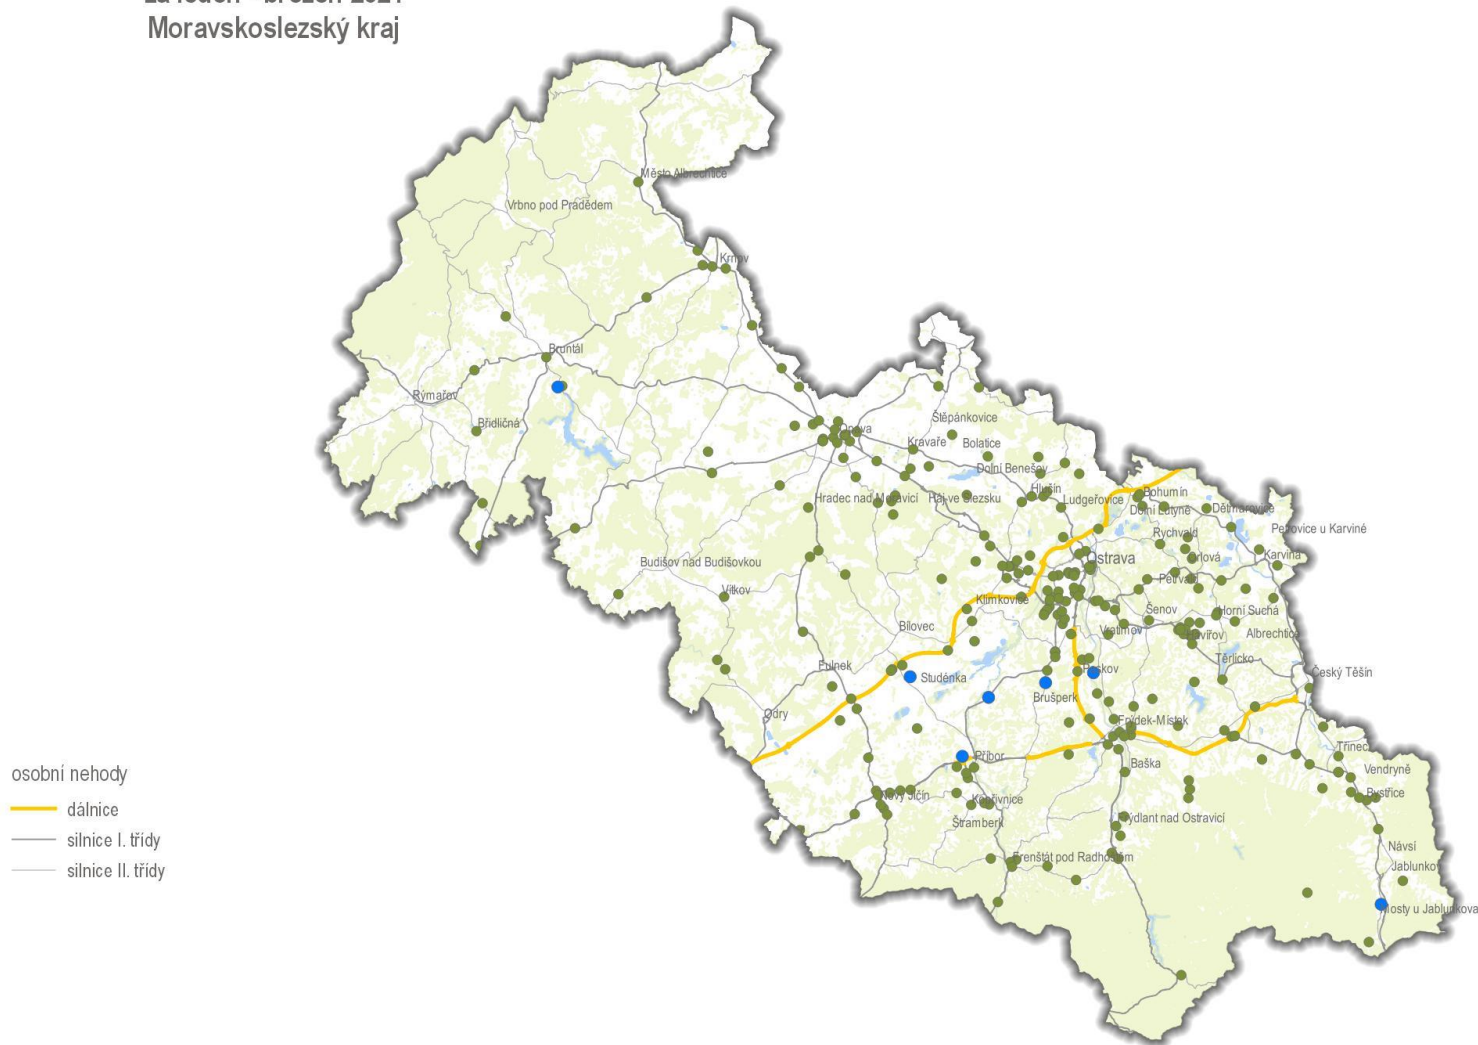 Moravskoslezský kraj
Město Albrechtice
Vrbno pod Pradědem
Krnov
Bruntál
Rýmařov
Břidličná
Opava
Štěpánkovice
Kravaře
Bolatice
Dolní Benešov
Hlučín
Hradec nad Moravicí
Háj ve Slezsku
Ludgeřovice
Bohumín
Dolní Lutyně
Dětmarovice
Petrovice u Karviné
Rychvald
Orlová
Karviná
Ostrava
Budišov nad Budišovkou
Vítkov
Petřvald
Klimkovice
Šenov
Horní Suchá
Bílovec
Vratimov
Havířov
Albrechtice
Těrlicko
Fulnek
Studénka
Paskov
Český Těšín
Brušperk
Odry
Frýdek-Místek
Příbor
Baška
Třinec
Vendryně
osobní nehody
Nový Jičín
Kopřivnice
Bystřice
dálnice
Štramberk
Frýdlant nad Ostravicí
silnice I. třídy
Návsí
Frenštát pod Radhoštěm
Jablunkov
silnice II. třídy
Mosty u Jablunkova